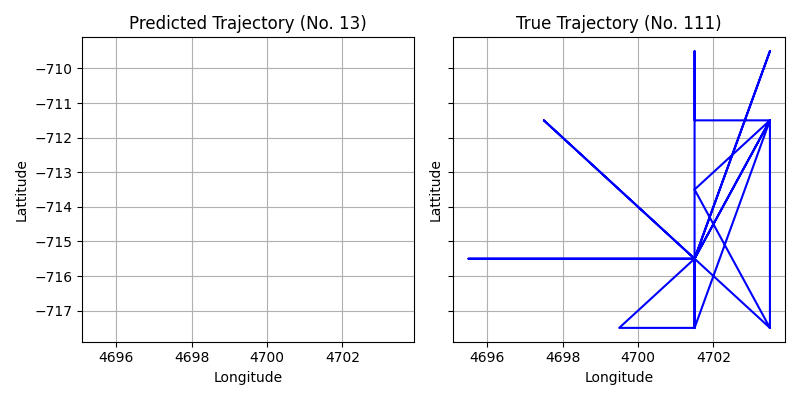 Predicted Trajectory (No. 13)
True Trajectory (No. 111)
Lattitude
−710
−711
−712
−713
−714
−715
−716
−717
4696
4698
4700
4702
Longitude
Lattitude
4696
4698
4700
4702
Longitude